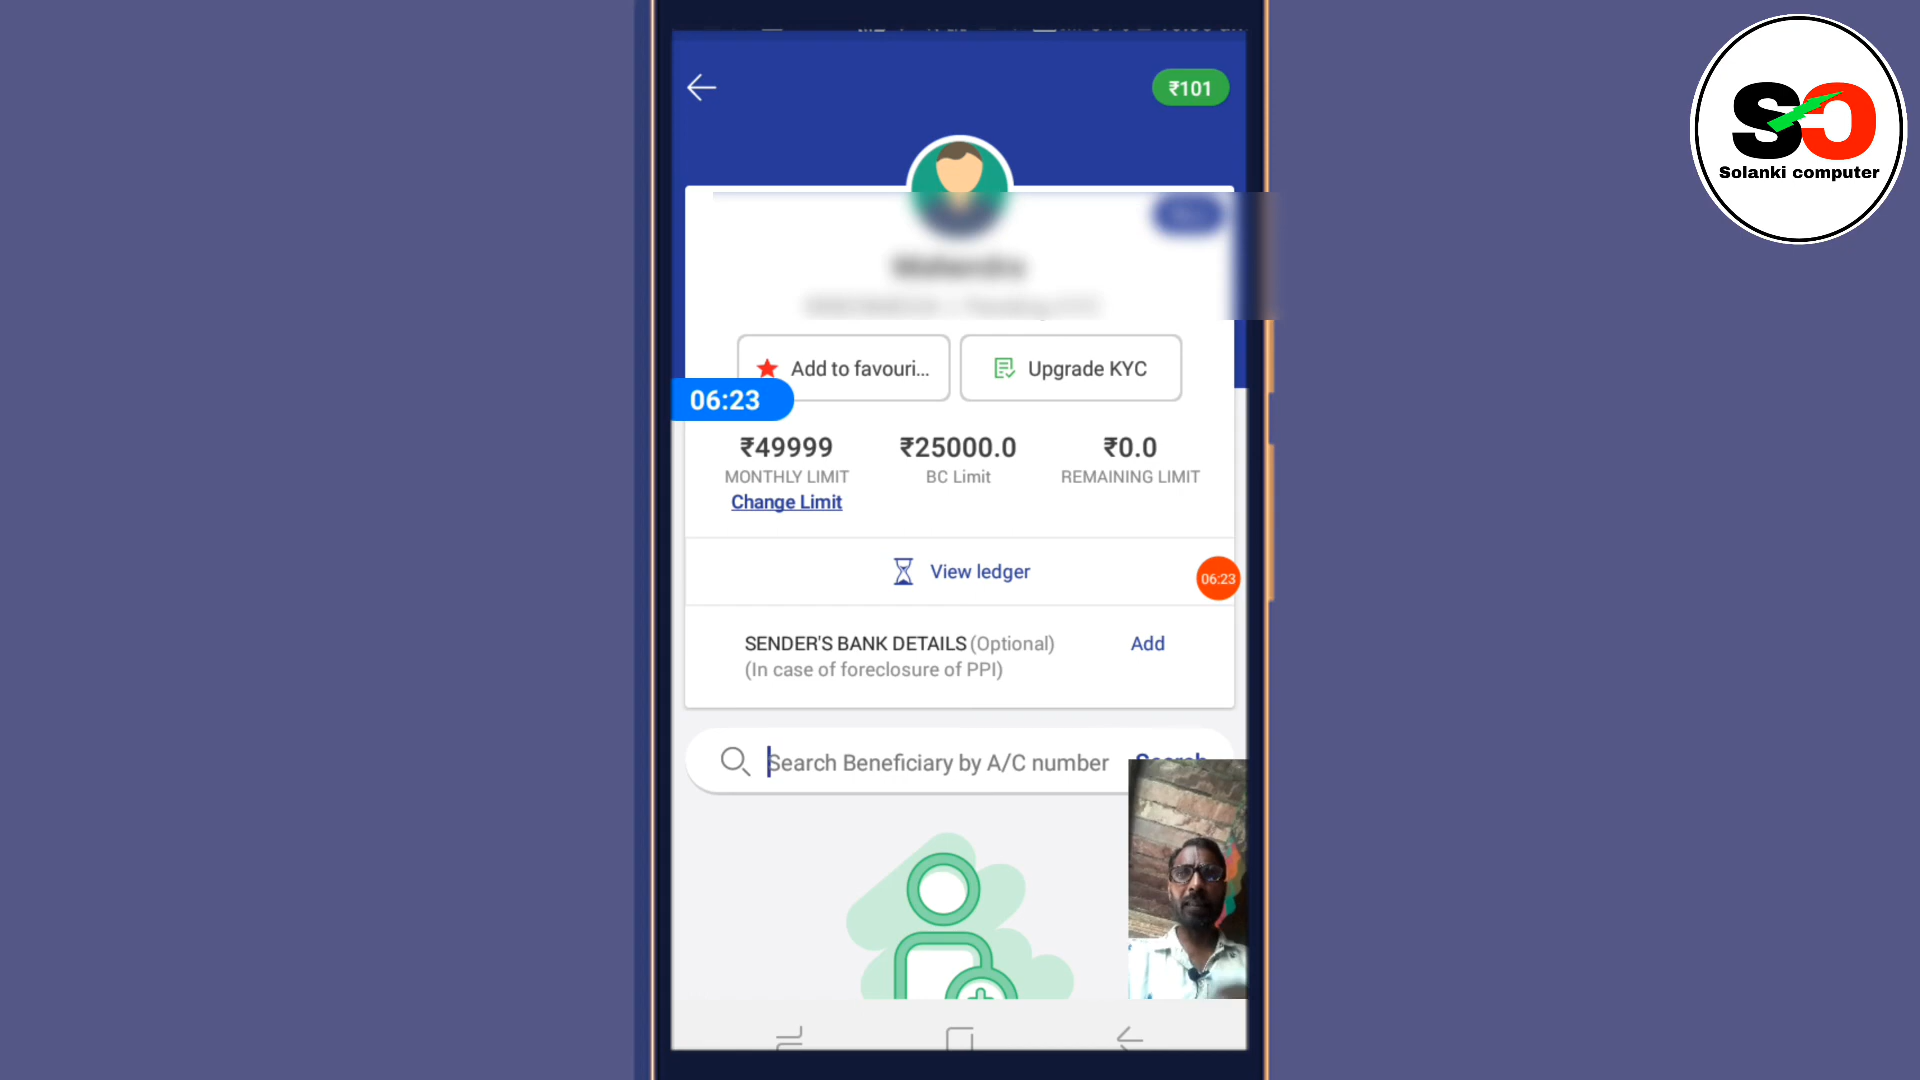 ₹101
SO
Solanki computer
Add to favouri...
Upgrade KYC
06:23
₹49999
₹25000.0
₹0.0
MONTHLY LIMIT
BC Limit
REMAINING LIMIT
Change Limit
View ledger
06:23
SENDER'S BANK DETAILS (Optional)
Add
(In case of foreclosure of PPI)
Search Beneficiary by A/C number
Search